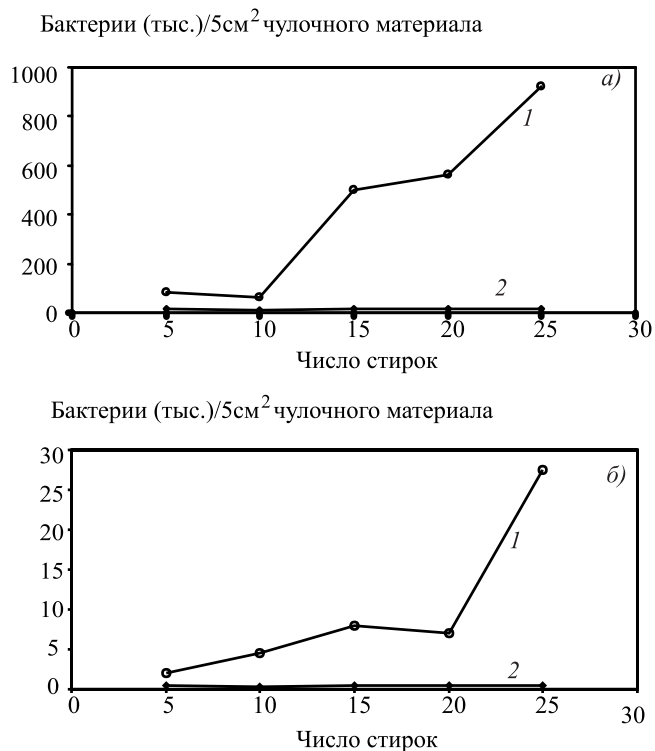 Бактерии (тыс.)/5см² чулочного материала
1000
а)
800
1
600
400
200
2
0
0 5 10 15 20 25 30
Число стирок
Бактерии (тыс.)/5см² чулочного материала
30
б)
25
20
1
15
10
5
2
0
0 5 10 15 20 25 30
Число стирок